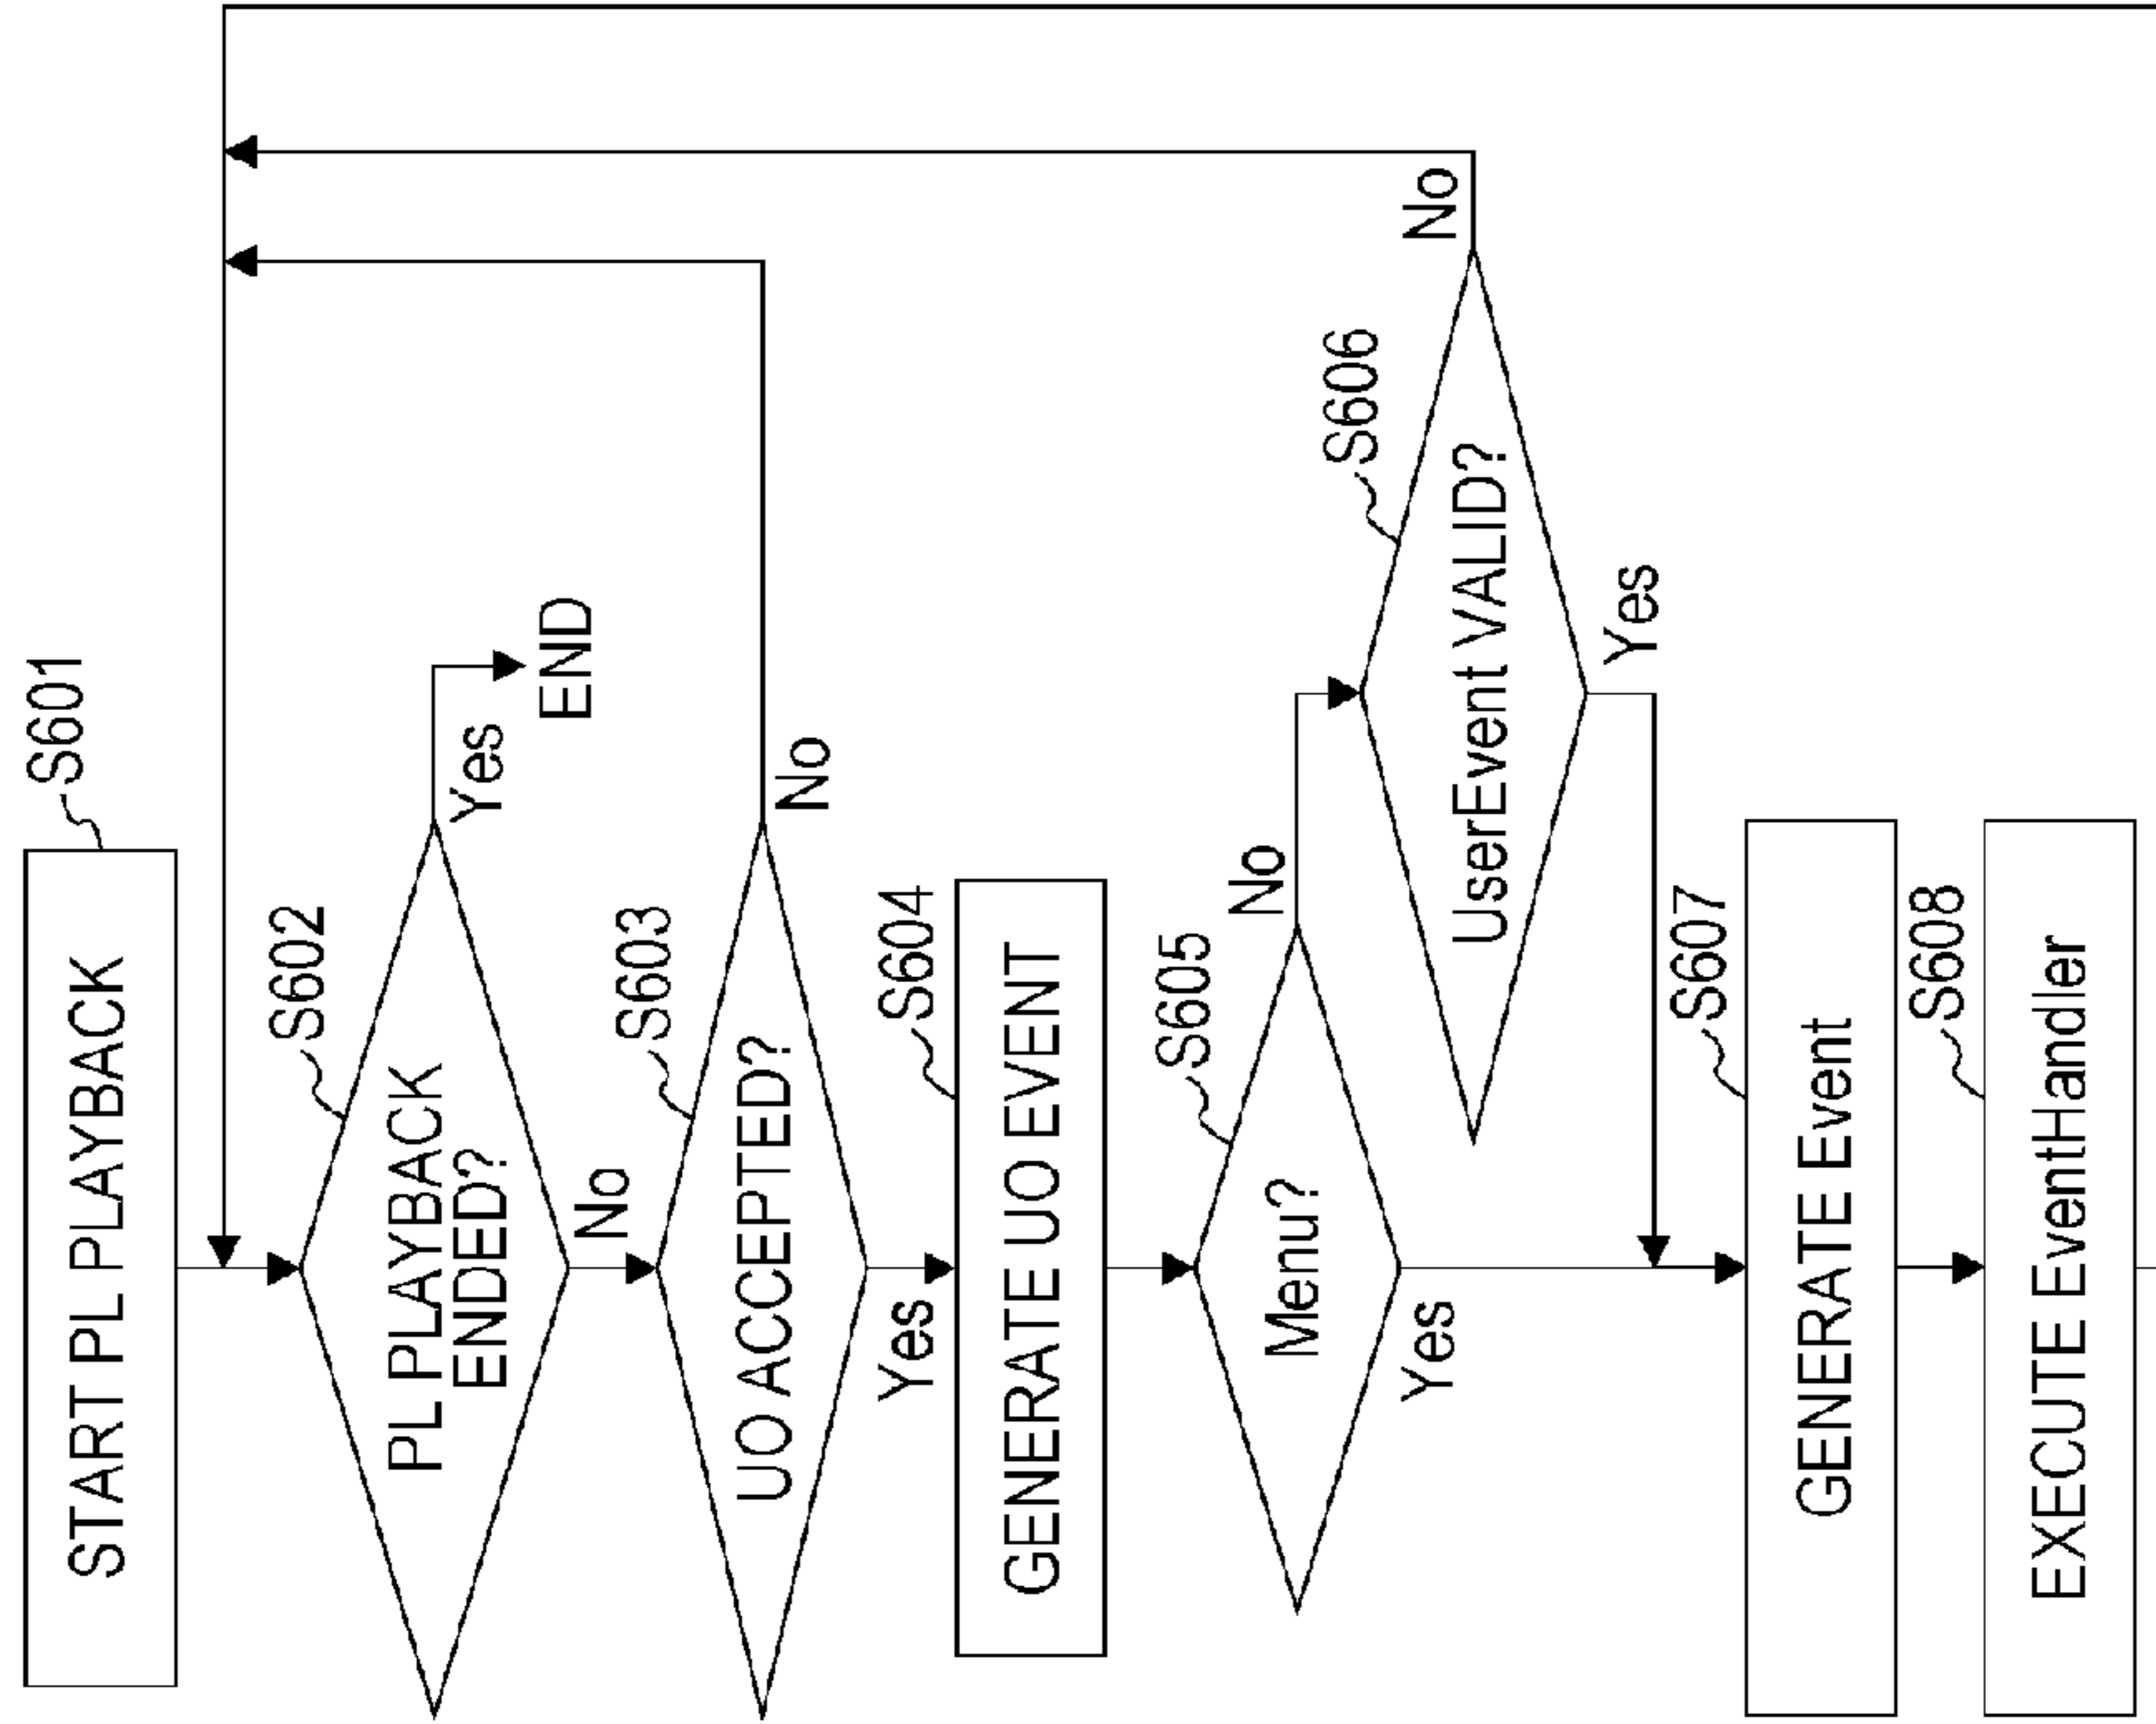 S601
START PL PLAYBACK
S602
PL PLAYBACK
ENDED?
Yes
END
No
S603
UO ACCEPTED?
No
Yes
S604
GENERATE UO EVENT
S605
Menu?
No
Yes
S606
UserEvent VALID?
No
Yes
S607
GENERATE Event
S608
EXECUTE EventHandler